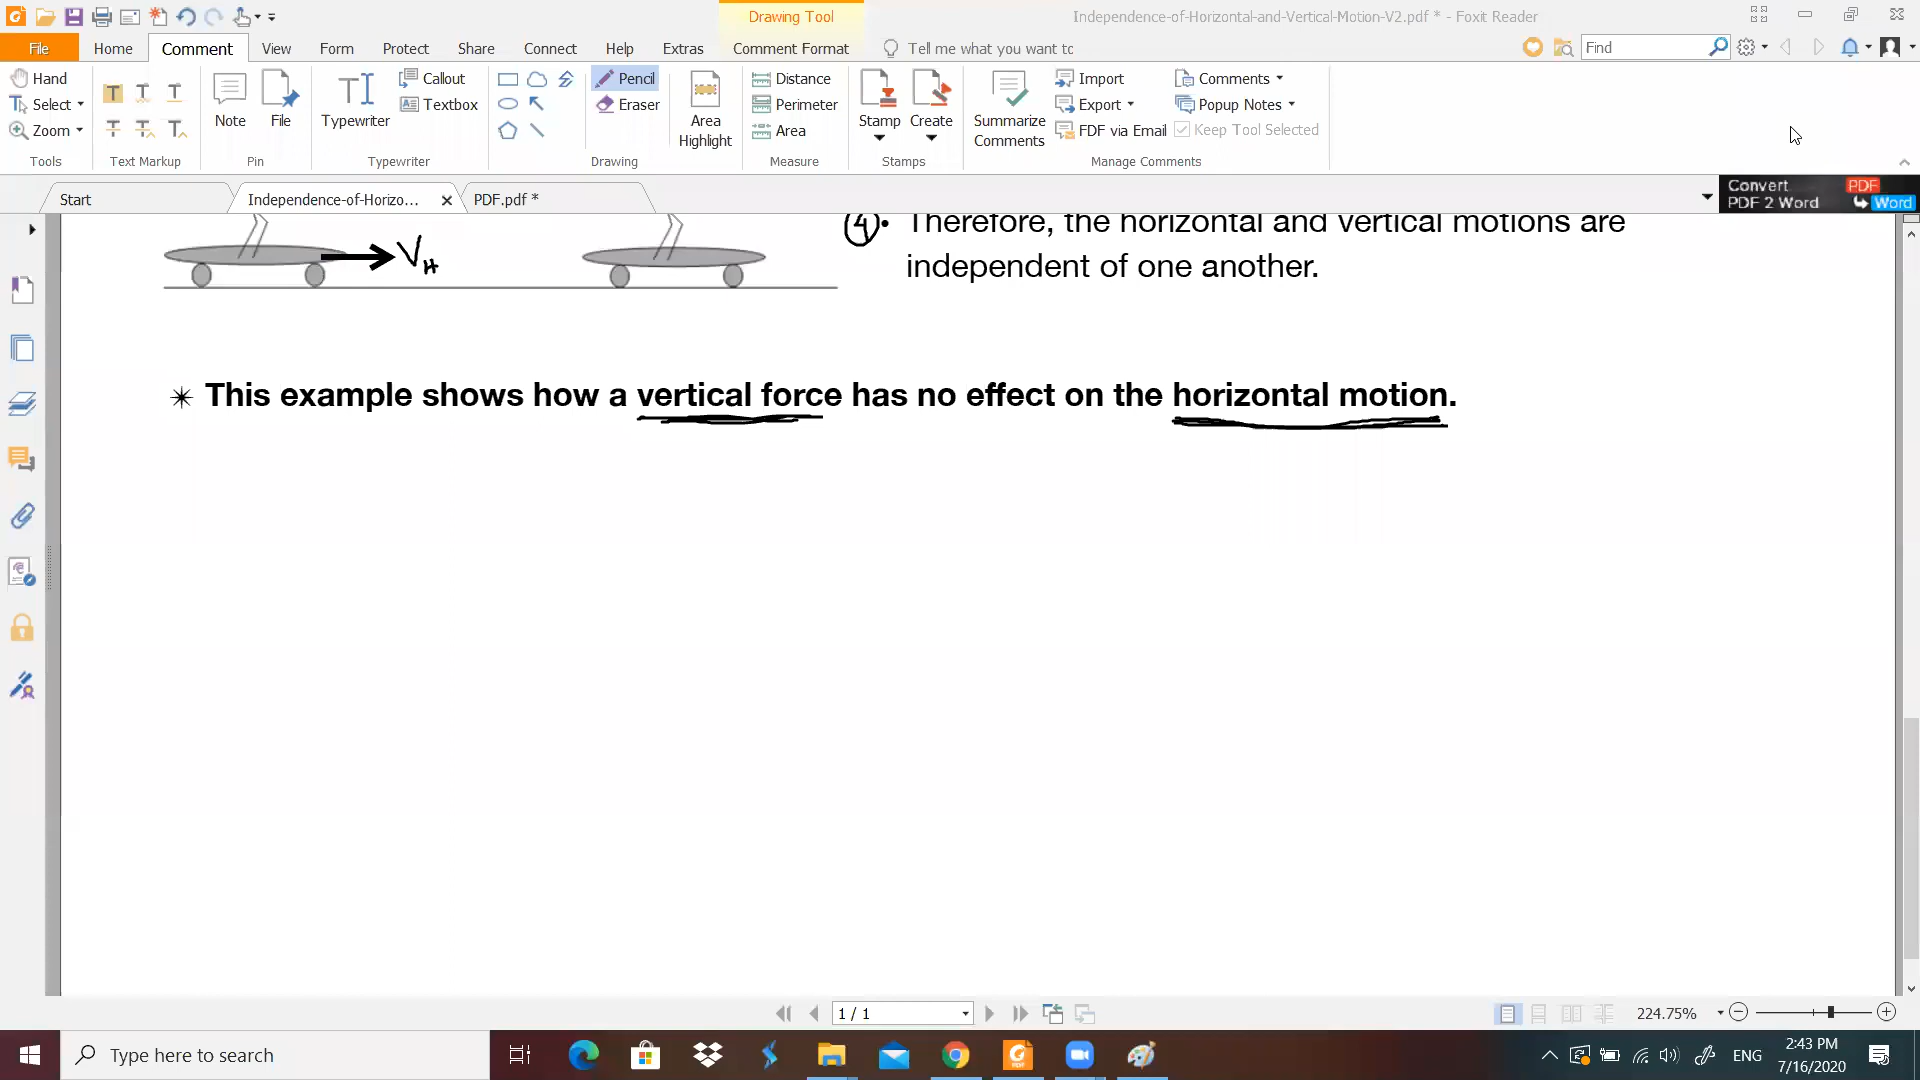 Drawing Tool
Independence-of-Horizontal-and-Vertical-Motion-V2.pdf * - Foxit Reader
File Home Comment View Form Protect Share Connect Help Extras Comment Format Tell me what you want to Find
Hand
Select
Zoom
Tools
Text Markup
Note
File
Pin
Typewriter
Callout
Textbox
Typewriter
Pencil
Eraser
Drawing
Area
Highlight
Distance
Perimeter
Area
Measure
Stamp
Create
Stamps
Summarize
Comments
Import
Export
FDF via Email
Comments
Popup Notes
Keep Tool Selected
Manage Comments
Start
Independence-of-Horizo...
PDF.pdf *
Convert PDF
PDF 2 Word Word
VH
④• Therefore, the horizontal and vertical motions are
independent of one another.
✳ This example shows how a vertical force has no effect on the horizontal motion.
1 / 1
224.75%
Type here to search
ENG
2:43 PM
7/16/2020